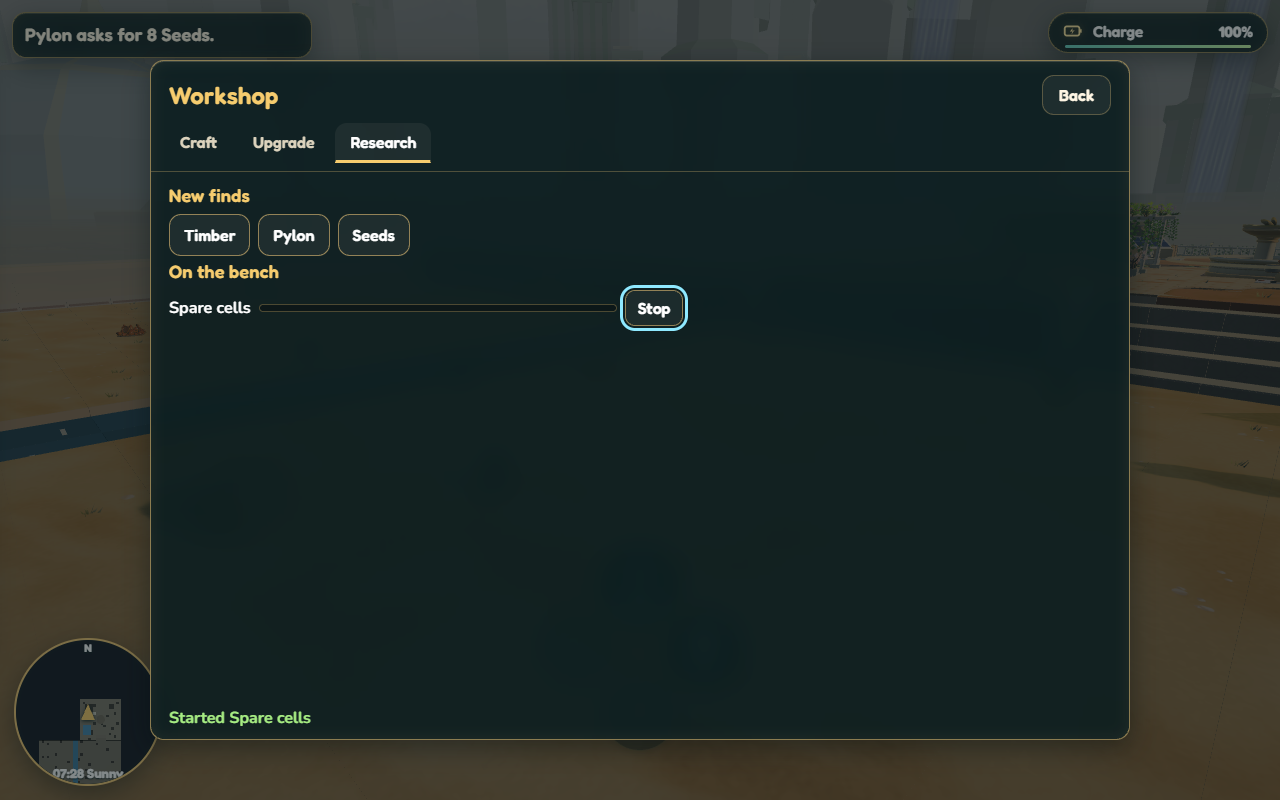 Pylon asks for 8 Seeds.
Charge 100%
Workshop
Back
Craft Upgrade Research
New finds
Timber Pylon Seeds
On the bench
Spare cells Stop
Started Spare cells
N
07:28 Sunny